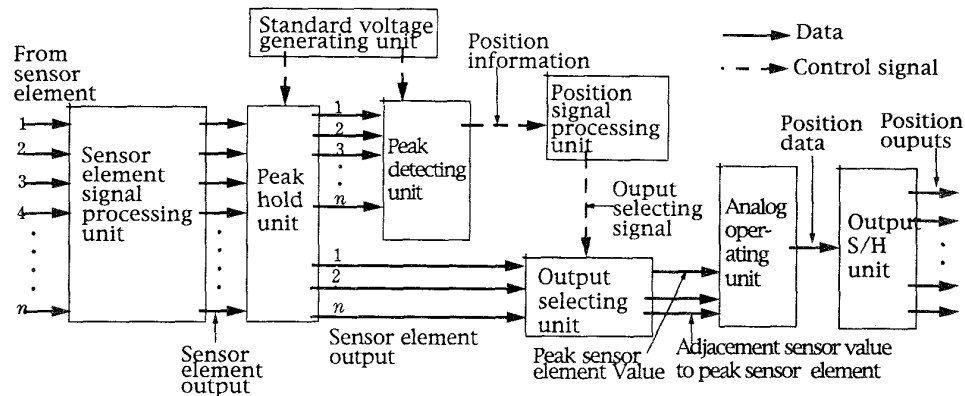 Standard voltage
generating unit
Position
information
Data
Control signal
From
sensor
element
1
2
3
4
n
Sensor
element
signal
processing
unit
Peak
hold unit
1
2
3
n
Peak
detecting
unit
Position
signal
processing
unit
Ouput
selecting
signal
Position
data
Position
ouputs
Analog
oper-
ating
unit
Output
S/H
unit
1
2
n
Output
selecting
unit
Sensor
element
output
Sensor element
output
Peak sensor
element Value
Adjacement sensor value
to peak sensor element